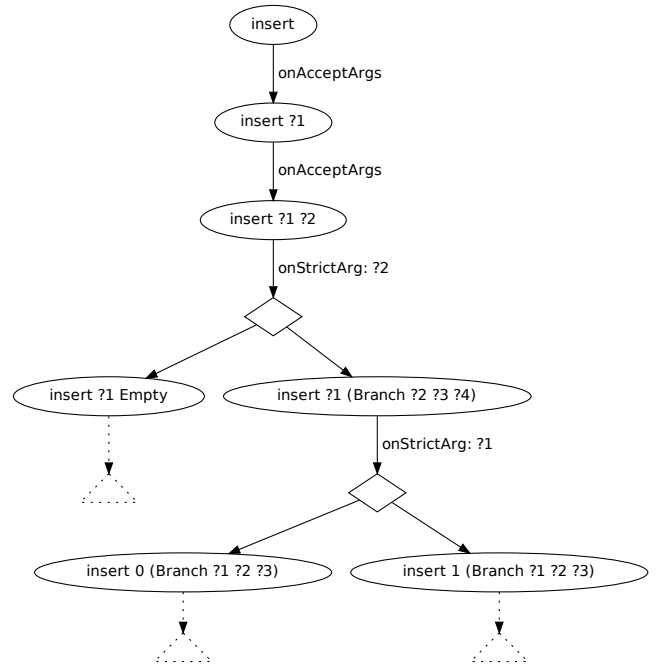 insert
onAcceptArgs
insert ?1
onAcceptArgs
insert ?1 ?2
onStrictArg: ?2
insert ?1 Empty
insert ?1 (Branch ?2 ?3 ?4)
onStrictArg: ?1
insert 0 (Branch ?1 ?2 ?3)
insert 1 (Branch ?1 ?2 ?3)